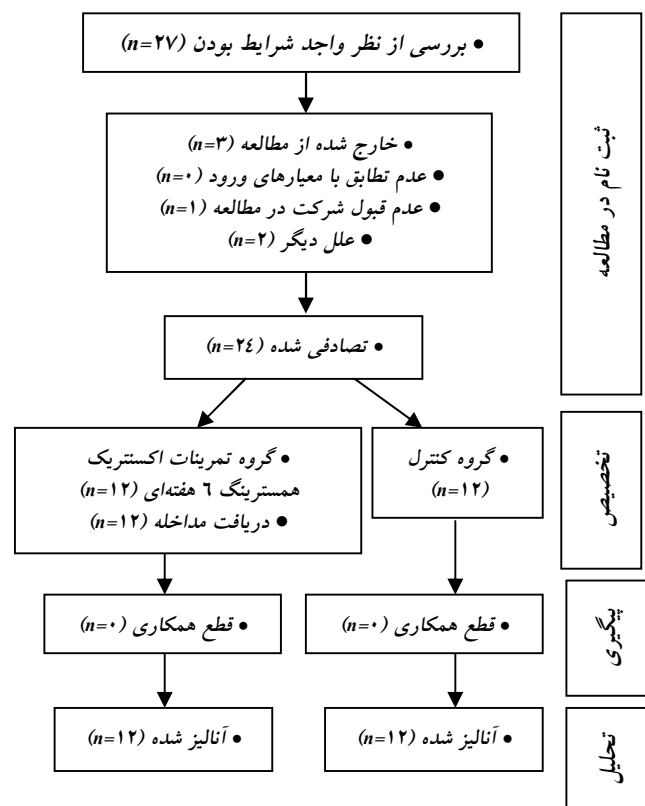 • بررسی از نظر واجد شرایط بودن (n=۲۷)
• خارج شده از مطالعه (n=۳)
• عدم تطابق با معیارهای ورود (n=۰)
• عدم قبول شرکت در مطالعه (n=۱)
• علل دیگر (n=۲)
ثبت نام در مطالعه
• تصادفی شده (n=۲٤)
• گروه کنترل
(n=۱۲)
• گروه تمرینات اکسنتریک
همسترینگ ٦ هفته‌ای (n=۱۲)
• دریافت مداخله (n=۱۲)
تخصیص
• قطع همکاری (n=۰)
• قطع همکاری (n=۰)
پیگیری
• آنالیز شده (n=۱۲)
• آنالیز شده (n=۱۲)
تحلیل